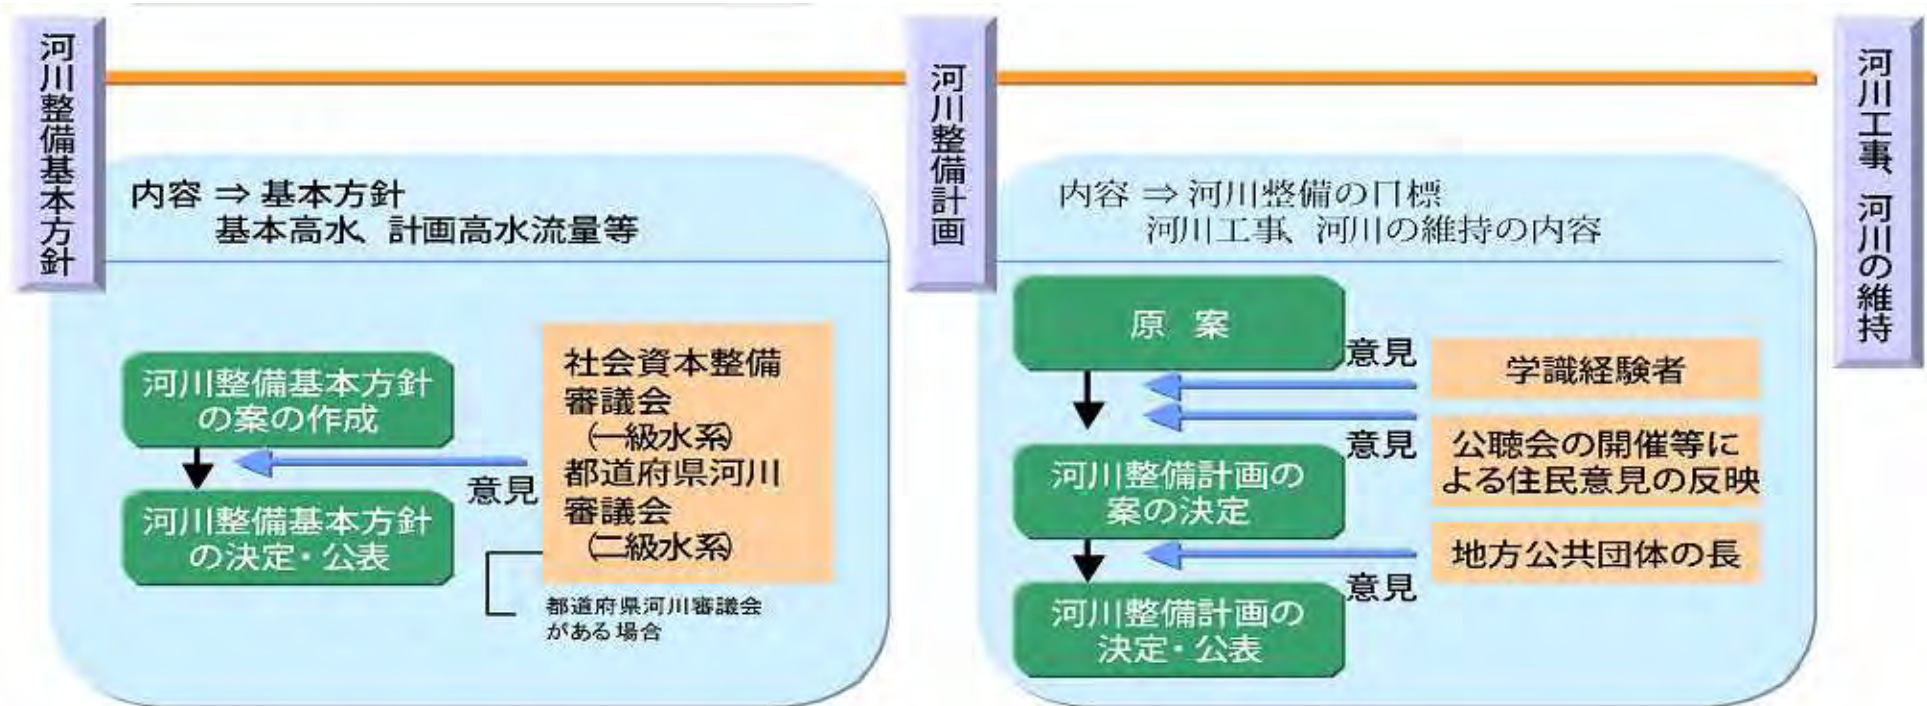 河川整備基本方針
内容 ⇒ 基本方針
基本高水、計画高水流量等
河川整備基本方針
の案の作成
意見
社会資本整備
審議会
(一級水系)
都道府県河川
審議会
(二級水系)
河川整備基本方針
の決定・公表
都道府県河川審議会
がある場合
河川整備計画
内容 ⇒ 河川整備の目標
河川工事、河川の維持の内容
原 案
意見
学識経験者
意見
公聴会の開催等に
よる住民意見の反映
河川整備計画の
案の決定
意見
地方公共団体の長
河川整備計画の
決定・公表
河川工事、河川の維持